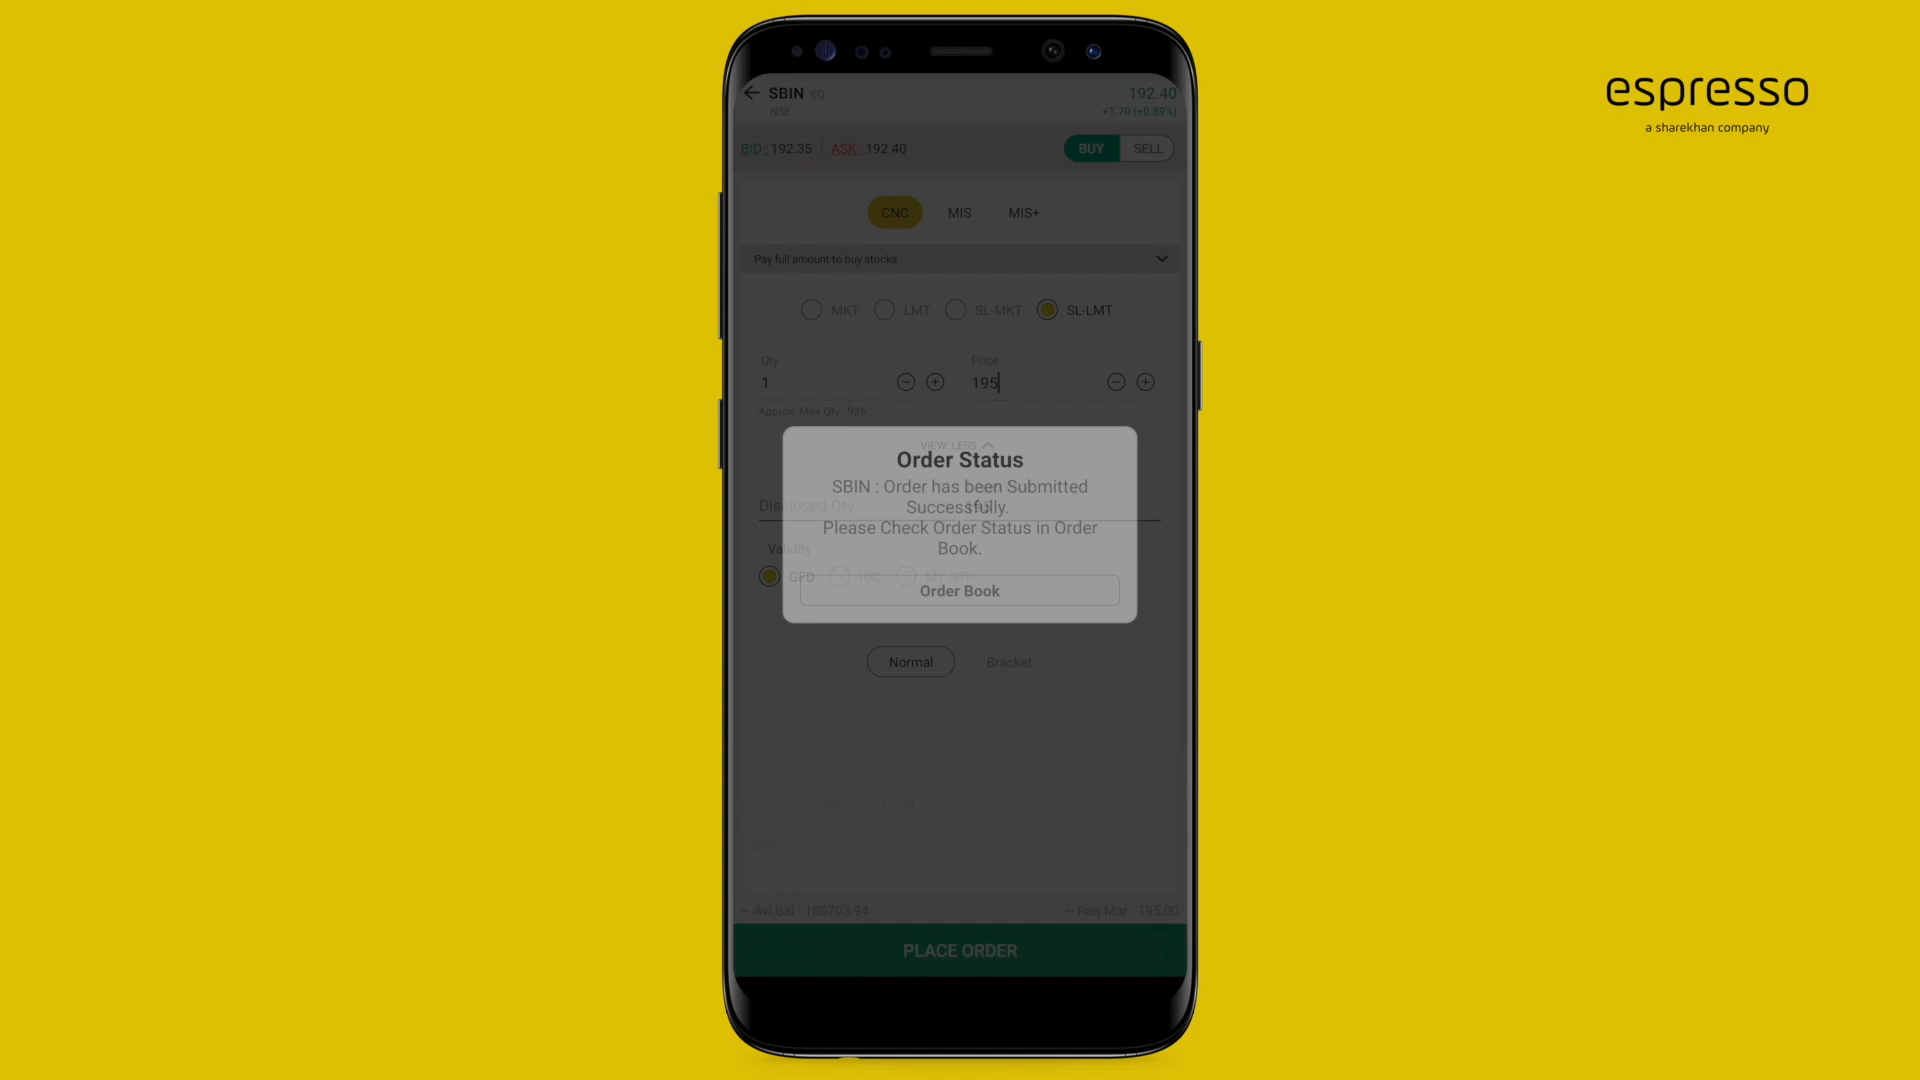 espresso
a sharekhan company
SBIN EQ
192.40
NSE
+1.70 (+0.89%)
BID : 192.35 | ASK : 192.40
BUY SELL
CNC MIS MIS+
Pay full amount to buy stocks
MKT LMT SL-MKT SL-LMT
Qty Price
1 195
Approx. Max Qty : 926
VIEW LESS
Order Status
SBIN : Order has been Submitted
Successfully.
Please Check Order Status in Order
Book.
Disclosed Qty 195
Validity
GFD IOC MY GTD
Order Book
Normal Bracket
~ Avl Bal : 180703.94 ~ Req Mar : 195.00
PLACE ORDER